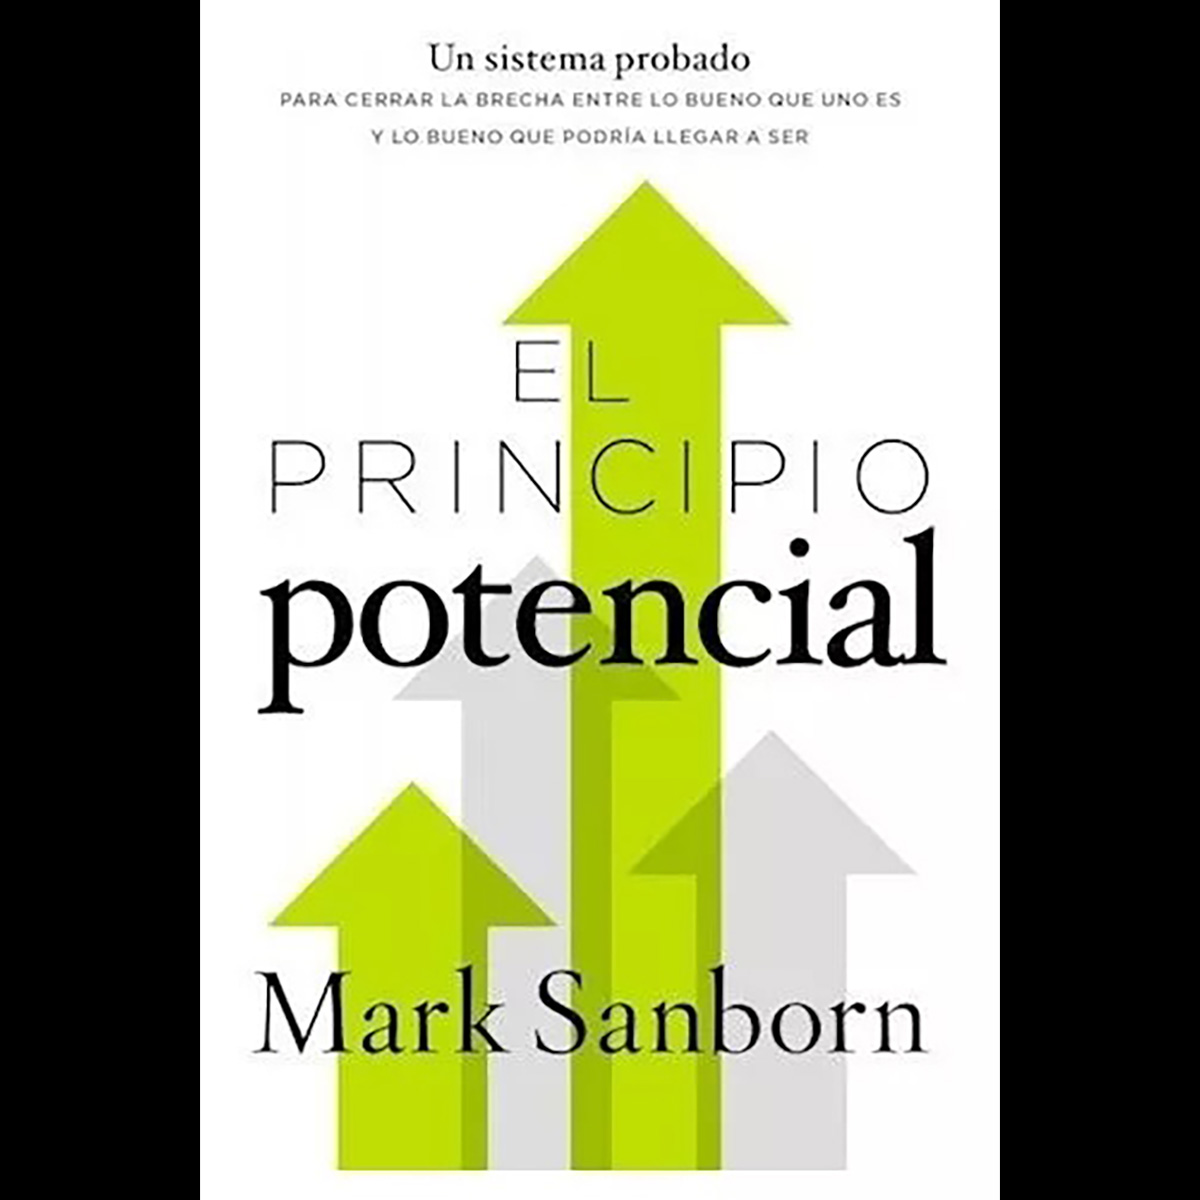 Un sistema probado
PARA CERRAR LA BRECHA ENTRE LO BUENO QUE UNO ES
Y LO BUENO QUE PODRÍA LLEGAR A SER
EL
PRINCIPIO
potencial
Mark Sanborn